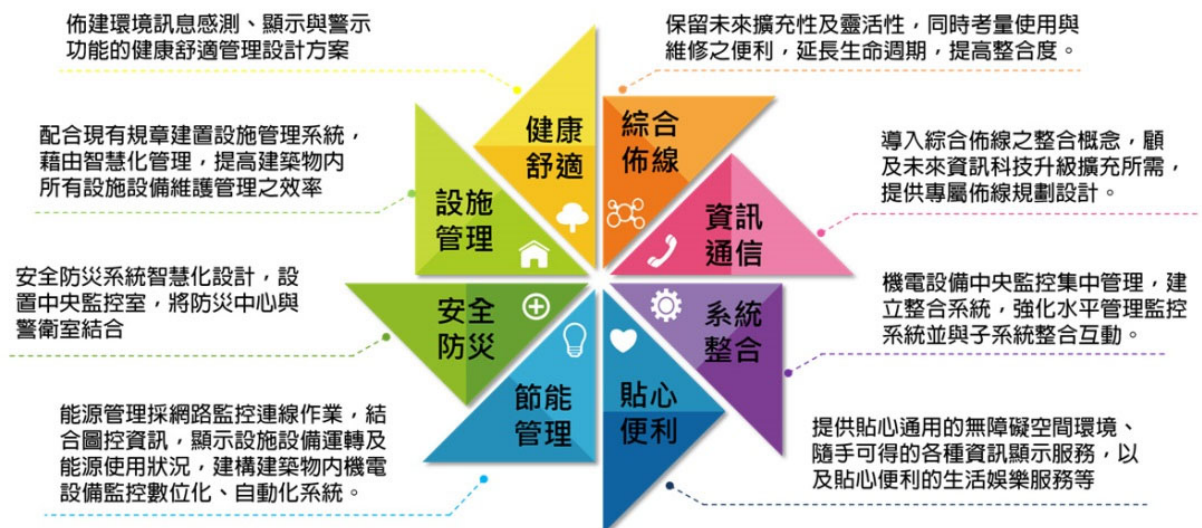 佈建環境訊息感測、顯示與警示
功能的健康舒適管理設計方案
保留未來擴充性及靈活性，同時考量使用與
維修之便利，延長生命週期，提高整合度。
健康
舒適
綜合
佈線
配合現有規章建置設施管理系統，
藉由智慧化管理，提高建築物內
所有設施設備維護管理之效率
設施
管理
資訊
通信
導入綜合佈線之整合概念，顧
及未來資訊科技升級擴充所需，
提供專屬佈線規劃設計。
安全防災系統智慧化設計，設
置中央監控室，將防災中心與
警衛室結合
安全
防災
系統
整合
機電設備中央監控集中管理，建
立整合系統，強化水平管理監控
系統並與子系統整合互動。
能源管理採網路監控連線作業，結
合圖控資訊，顯示設施設備運轉及
能源使用狀況，建構建築物內機電
設備監控數位化、自動化系統。
節能
管理
貼心
便利
提供貼心通用的無障礙空間環境、
隨手可得的各種資訊顯示服務，以
及貼心便利的生活娛樂服務等